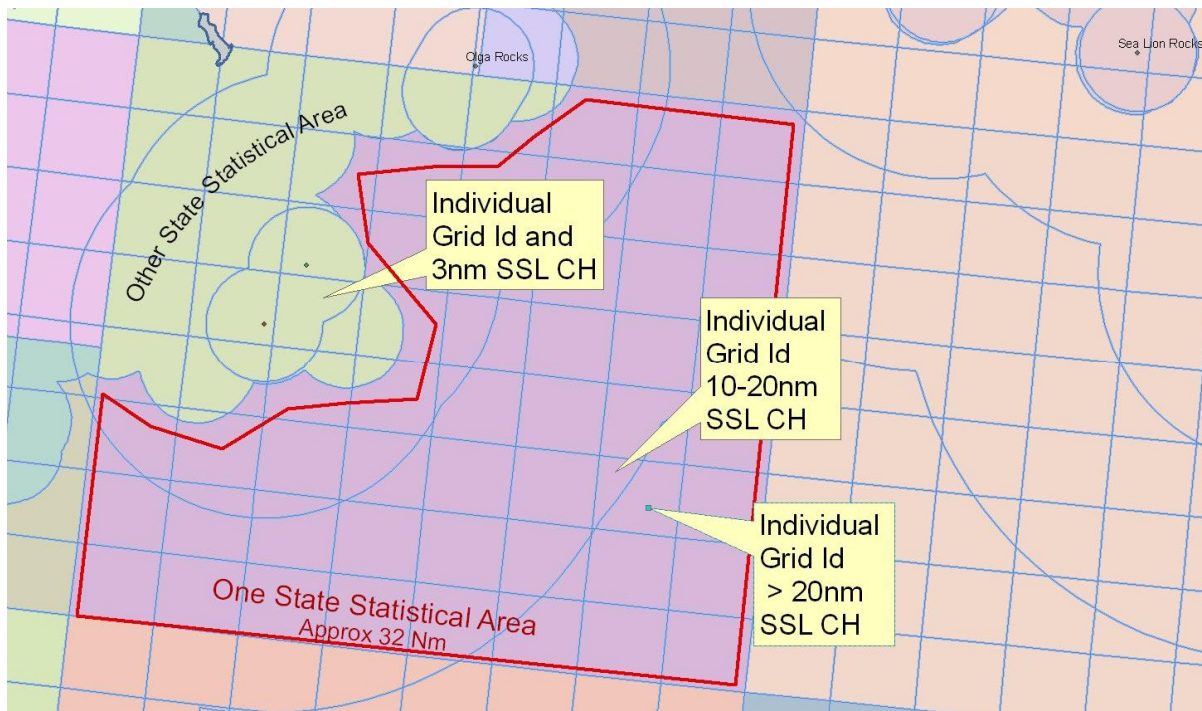 Olga Rocks
Sea Lion Rocks
Other State Statistical Area
Individual
Grid Id and
3nm SSL CH
Individual
Grid Id
10-20nm
SSL CH
Individual
Grid Id
> 20nm
SSL CH
One State Statistical Area
Approx 32 Nm